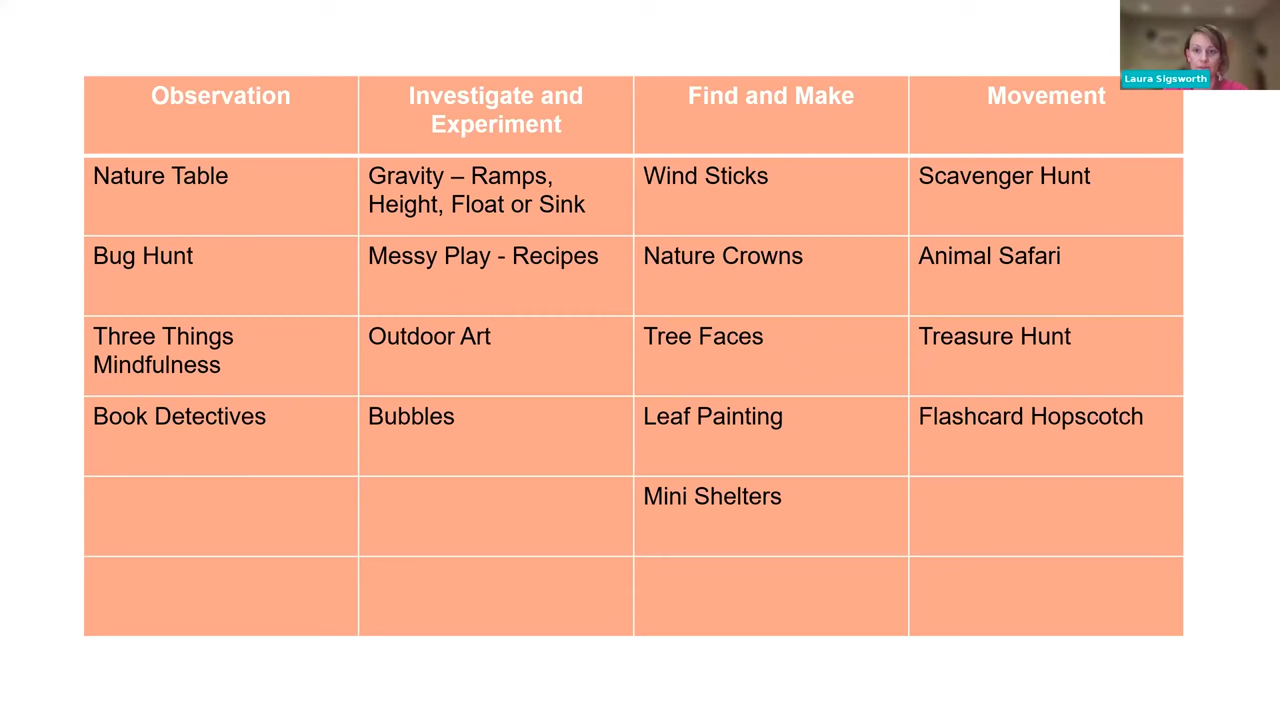 Laura Sigsworth
Observation
Investigate and
Experiment
Find and Make
Movement
Nature Table
Gravity – Ramps,
Height, Float or Sink
Wind Sticks
Scavenger Hunt
Bug Hunt
Messy Play - Recipes
Nature Crowns
Animal Safari
Three Things
Mindfulness
Outdoor Art
Tree Faces
Treasure Hunt
Book Detectives
Bubbles
Leaf Painting
Flashcard Hopscotch
Mini Shelters